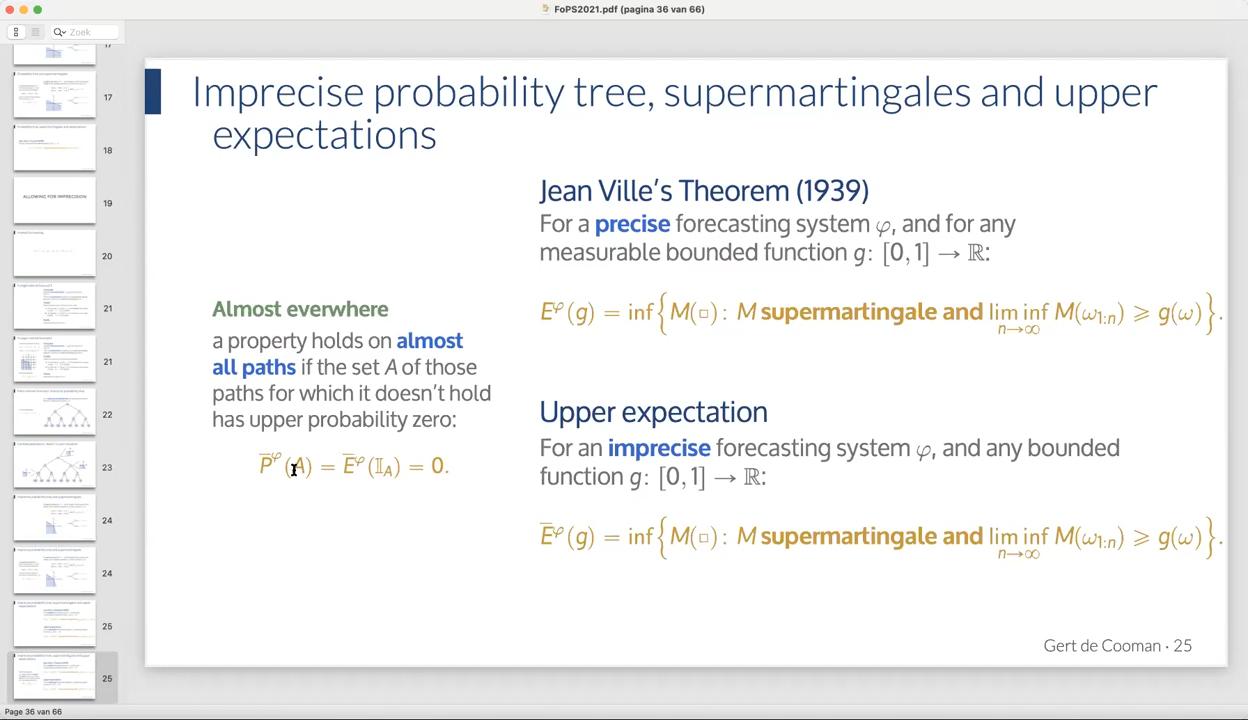 FoPS2021.pdf (pagina 36 van 66)
Zoek
Imprecise probability tree, supermartingales and upper
expectations
Almost everwhere
a property holds on almost
all paths if the set A of those
paths for which it doesn't hold
has upper probability zero:
P̅^φ(A) = E̅^φ(𝕀_A) = 0.
Jean Ville's Theorem (1939)
For a precise forecasting system φ, and for any
measurable bounded function g: [0, 1] → ℝ:
E^φ(g) = inf{M(□): M supermartingale and lim inf_{n→∞} M(ω_{1:n}) ⩾ g(ω)}.
Upper expectation
For an imprecise forecasting system φ, and any bounded
function g: [0, 1] → ℝ:
E̅^φ(g) = inf{M(□): M supermartingale and lim inf_{n→∞} M(ω_{1:n}) ⩾ g(ω)}.
Gert de Cooman · 25
17
18
ALLOWING FOR IMPRECISION
19
20
21
21
22
23
24
24
25
25
Page 36 van 66